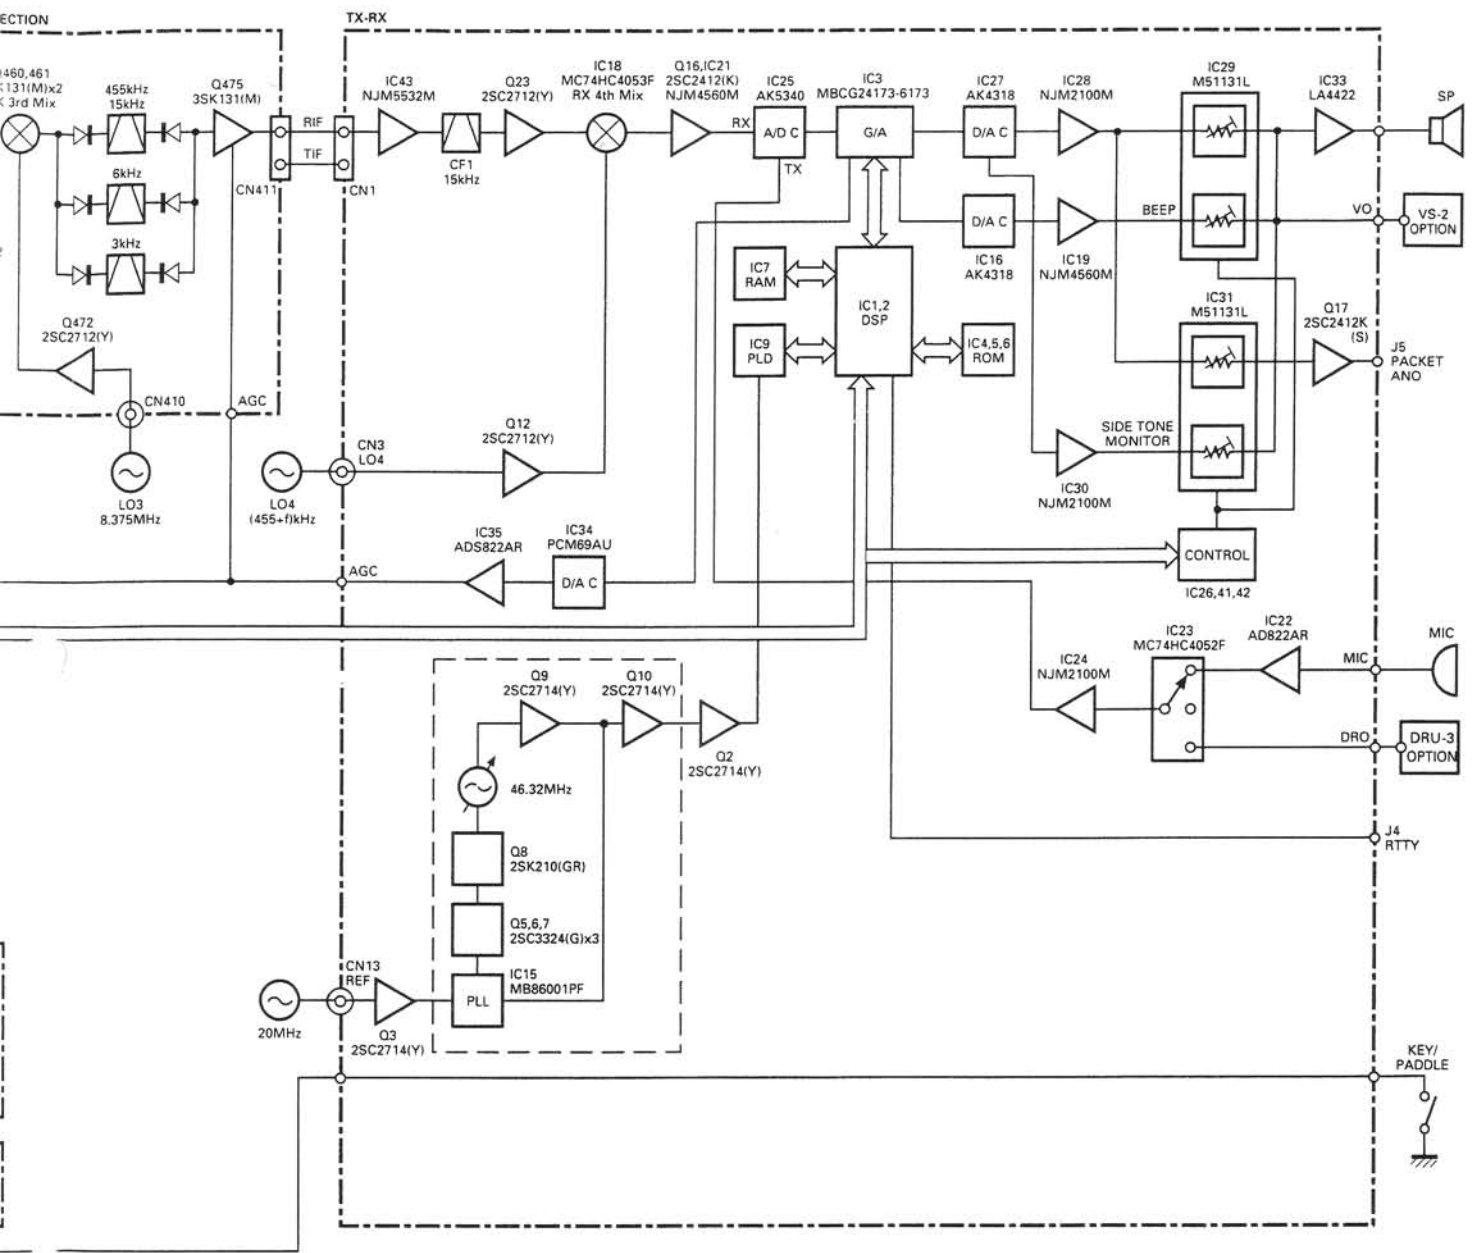 ECTION
TX-RX
Q460,461
131(M)x2
3rd Mix
455kHz
15kHz
Q475
3SK131(M)
6kHz
3kHz
RIF
TIF
CN411
CN1
Q472
2SC2712(Y)
CN410
AGC
LO3
8.375MHz
IC43
NJM5532M
CF1
15kHz
Q23
2SC2712(Y)
IC18
MC74HC4053F
RX 4th Mix
Q16,IC21
2SC2412(K)
NJM4560M
RX
IC25
AK5340
A/D C
TX
IC3
MBCG24173-6173
G/A
IC27
AK4318
D/A C
IC28
NJM2100M
IC29
M51131L
IC33
LA4422
SP
BEEP
VO
VS-2
OPTION
D/A C
IC16
AK4318
IC19
NJM4560M
IC7
RAM
IC1,2
DSP
IC9
PLD
IC4,5,6
ROM
IC31
M51131L
Q17
2SC2412K
(S)
J5
PACKET
ANO
SIDE TONE
MONITOR
IC30
NJM2100M
CONTROL
IC26,41,42
Q12
2SC2712(Y)
CN3
LO4
LO4
(455+f)kHz
AGC
IC35
ADS822AR
IC34
PCM69AU
D/A C
IC24
NJM2100M
IC23
MC74HC4052F
IC22
AD822AR
MIC
MIC
DRO
DRU-3
OPTION
Q9
2SC2714(Y)
Q10
2SC2714(Y)
Q2
2SC2714(Y)
46.32MHz
Q8
2SK210(GR)
Q5,6,7
2SC3324(G)x3
IC15
MB86001PF
PLL
CN13
REF
20MHz
Q3
2SC2714(Y)
J4
RTTY
KEY/
PADDLE